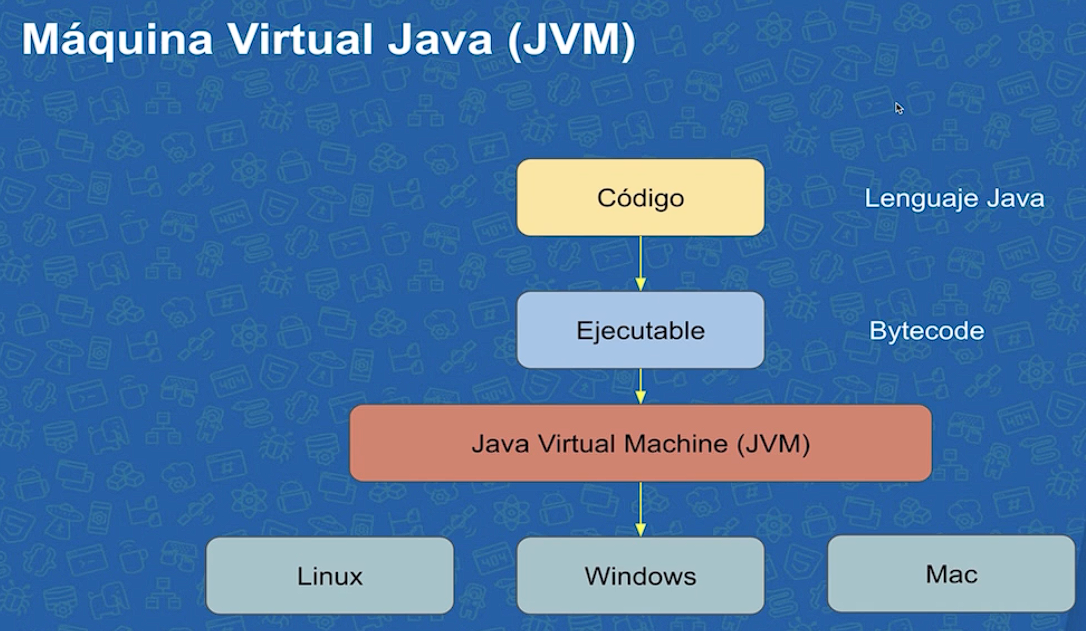 Máquina Virtual Java (JVM)
Código
Lenguaje Java
Ejecutable
Bytecode
Java Virtual Machine (JVM)
Linux
Windows
Mac